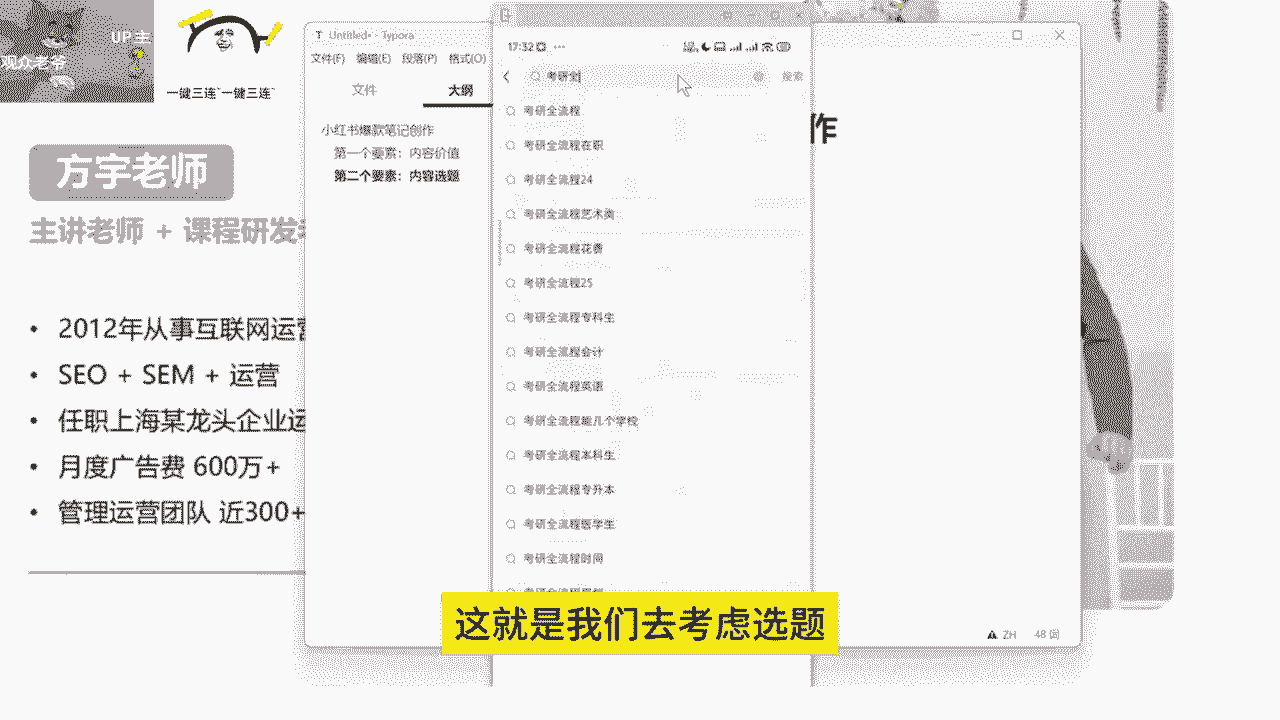 UP 主
观众老爷
一键三连~一键三连~
方宇老师
主讲老师 + 课程研发
• 2012年从事互联网运营
• SEO + SEM + 运营
• 任职上海某龙头企业运
• 月度广告费 600万+
• 管理运营团队 近300+
Untitled• - Typora
文件(F) 编辑(E) 段落(P) 格式(O)
文件 大纲
小红书爆款笔记创作
第一个要素：内容价值
第二个要素：内容选题
作
48 词
ZH
17:32
考研全
搜索
考研全流程
考研全流程在职
考研全流程24
考研全流程艺术类
考研全流程花费
考研全流程25
考研全流程专科生
考研全流程会计
考研全流程英语
考研全流程越几个学校
考研全流程本科生
考研全流程专升本
考研全流程医学生
考研全流程时间
这就是我们去考虑选题